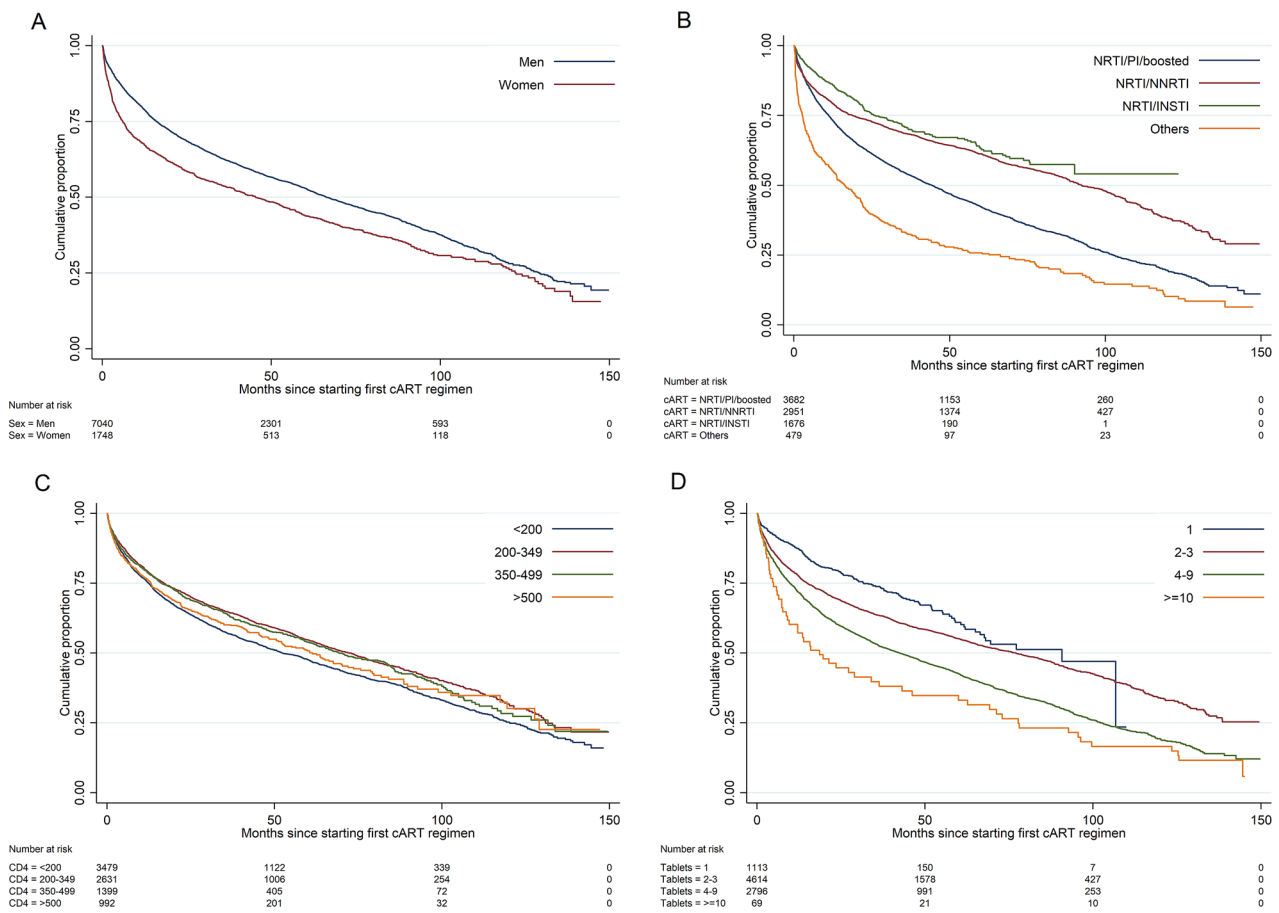 A
Cumulative proportion
1.00
0.75
0.50
0.25
0.00
Men
Women
0 50 100 150
Months since starting first cART regimen
Number at risk
Sex = Men 7040 2301 593 0
Sex = Women 1748 513 118 0
B
Cumulative proportion
1.00
0.75
0.50
0.25
0.00
NRTI/PI/boosted
NRTI/NNRTI
NRTI/INSTI
Others
0 50 100 150
Months since starting first cART regimen
Number at risk
cART = NRTI/PI/boosted 3682 1153 260 0
cART = NRTI/NNRTI 2951 1374 427 0
cART = NRTI/INSTI 1676 190 1 0
cART = Others 479 97 23 0
C
Cumulative proportion
1.00
0.75
0.50
0.25
0.00
<200
200-349
350-499
>500
0 50 100 150
Months since starting first cART regimen
Number at risk
CD4 = <200 3479 1122 339 0
CD4 = 200-349 2631 1006 254 0
CD4 = 350-499 1399 405 72 0
CD4 = >500 992 201 32 0
D
Cumulative proportion
1.00
0.75
0.50
0.25
0.00
1
2-3
4-9
>=10
0 50 100 150
Months since starting first cART regimen
Number at risk
Tablets = 1 1113 150 7 0
Tablets = 2-3 4614 1578 427 0
Tablets = 4-9 2796 991 253 0
Tablets = >=10 69 21 10 0